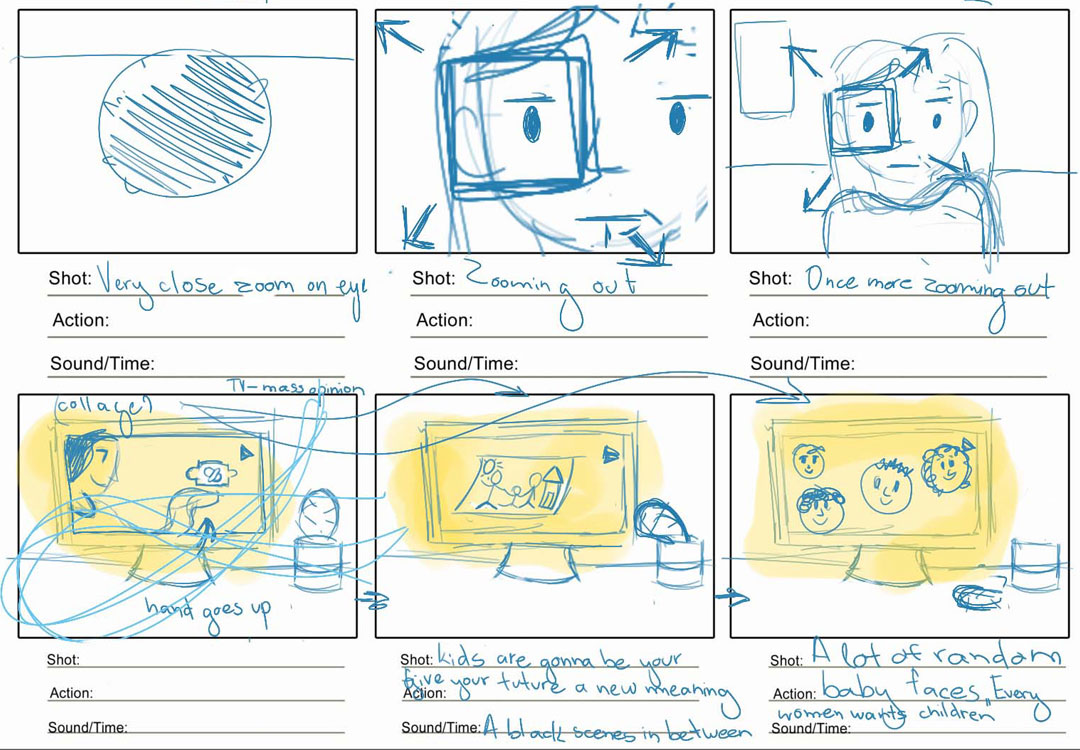 Shot: Very close zoom on eye
Action:
Sound/Time:
Shot: Zooming out
Action:
Sound/Time:
Shot: Once more zooming out
Action:
Sound/Time:
TV-mass opinion
(collage?
hand goes up
Shot:
Action:
Sound/Time:
Shot: kids are gonna be your
give your future a new meaning
Action:
Sound/Time: A black scenes in between
Shot: A lot of random
Action: baby faces "Every
women wants children"
Sound/Time: